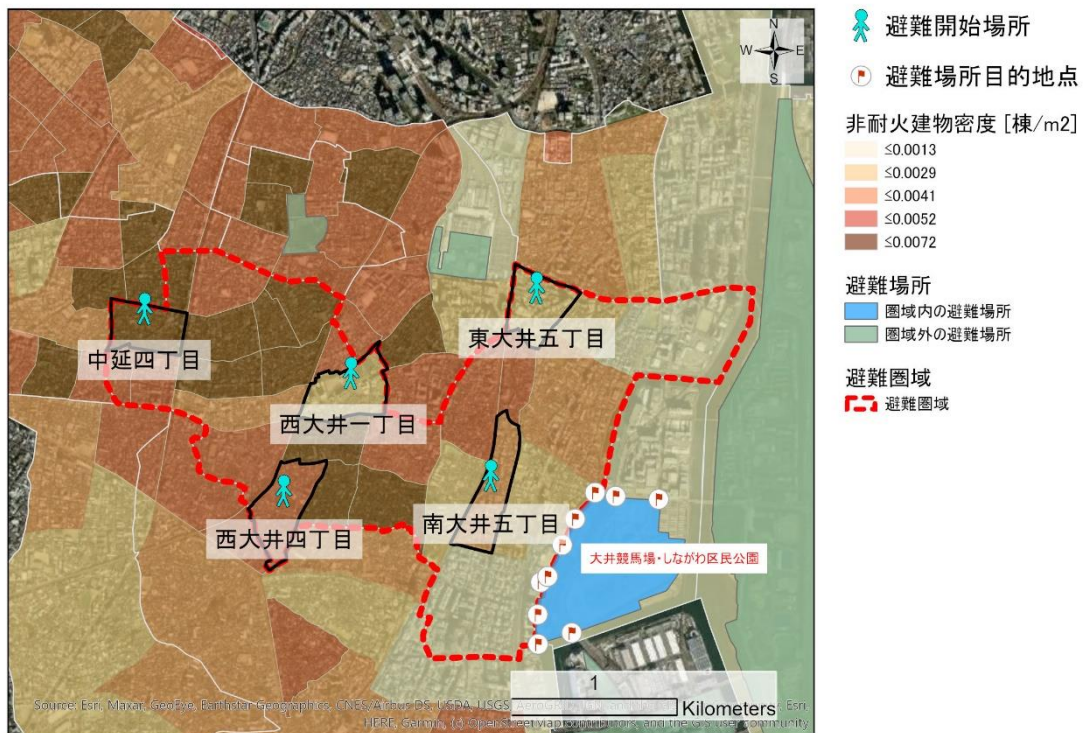 N
W
E
S
東大井五丁目
中延四丁目
西大井一丁目
西大井四丁目
南大井五丁目
大井競馬場・しながわ区民公園
1
Kilometers
Source: Esri, Maxar, GeoEye, Earthstar Geographics, CNES/Airbus DS, USDA, USGS, AeroGRID, Esri,
HERE, Garmin, (c) OpenStreetMap contributors, and the GIS user community
避難開始場所
避難場所目的地点
非耐火建物密度 [棟/m2]
≤0.0013
≤0.0029
≤0.0041
≤0.0052
≤0.0072
避難場所
圏域内の避難場所
圏域外の避難場所
避難圏域
避難圏域